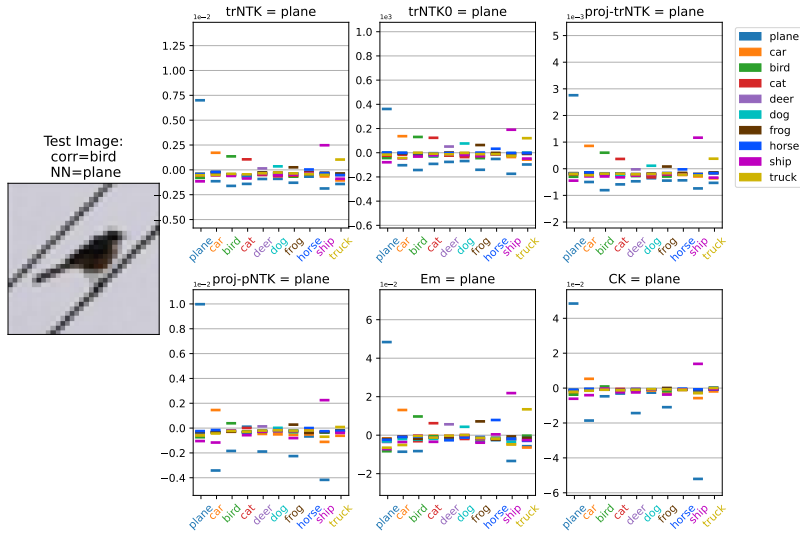 Test Image:
corr=bird
NN=plane
trNTK = plane
1e−2
1.25
1.00
0.75
0.50
0.25
0.00
−0.25
−0.50
plane
car
bird
cat
deer
dog
frog
horse
ship
truck
trNTK0 = plane
1e3
1.0
0.8
0.6
0.4
0.2
0.0
−0.2
−0.4
−0.6
plane
car
bird
cat
deer
dog
frog
horse
ship
truck
proj-trNTK = plane
1e−3
5
4
3
2
1
0
−1
−2
plane
car
bird
cat
deer
dog
frog
horse
ship
truck
plane
car
bird
cat
deer
dog
frog
horse
ship
truck
proj-pNTK = plane
1e−2
1.0
0.8
0.6
0.4
0.2
0.0
−0.2
−0.4
plane
car
bird
cat
deer
dog
frog
horse
ship
truck
Em = plane
1e−2
6
4
2
0
−2
plane
car
bird
cat
deer
dog
frog
horse
ship
truck
CK = plane
1e−2
4
2
0
−2
−4
−6
plane
car
bird
cat
deer
dog
frog
horse
ship
truck